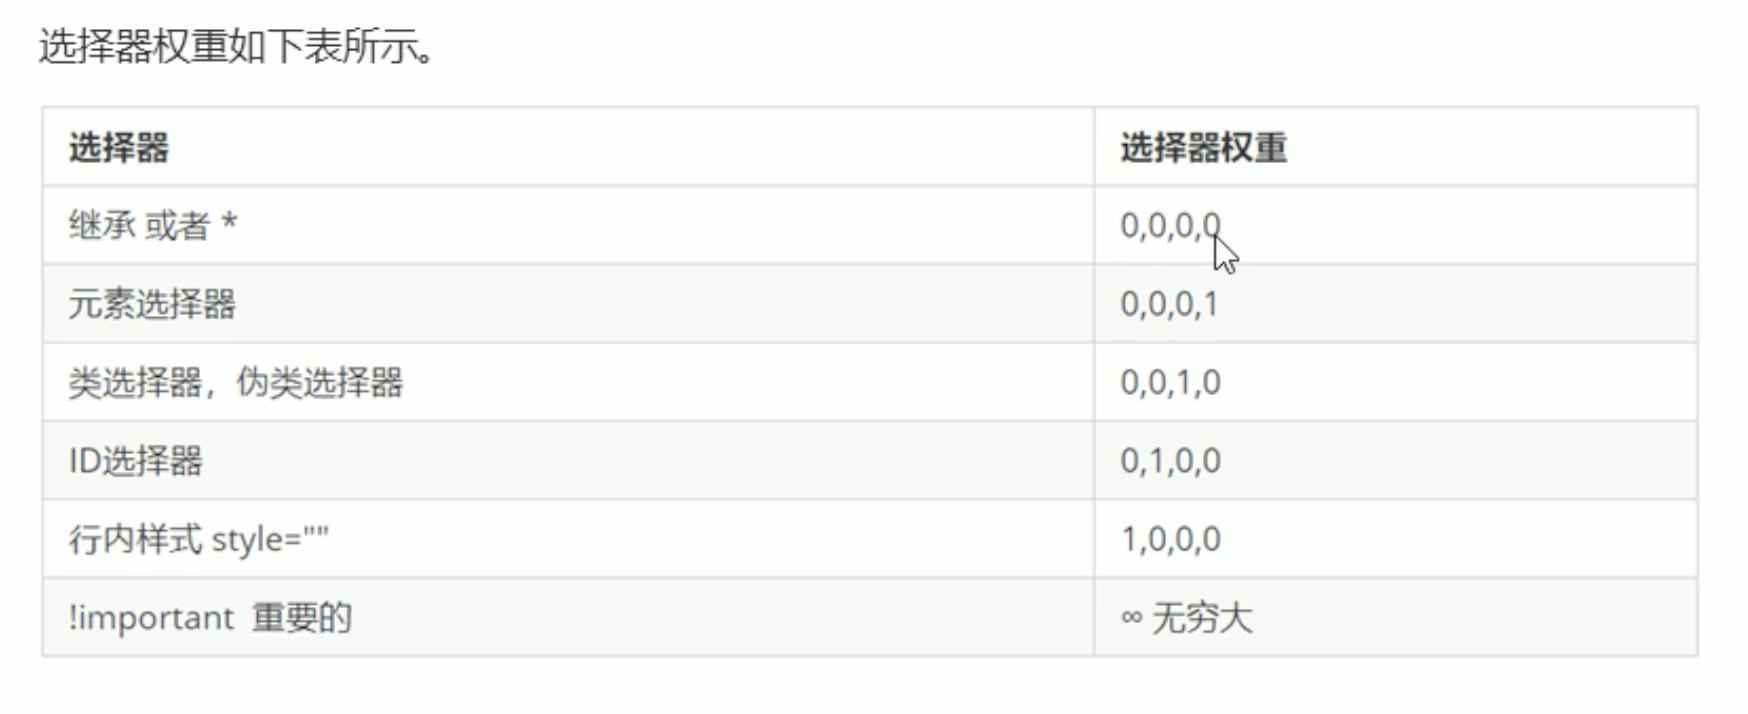 选择器权重如下表所示。
选择器 选择器权重
继承 或者 * 0,0,0,0
元素选择器 0,0,0,1
类选择器，伪类选择器 0,0,1,0
ID选择器 0,1,0,0
行内样式 style="" 1,0,0,0
!important 重要的 ∞ 无穷大